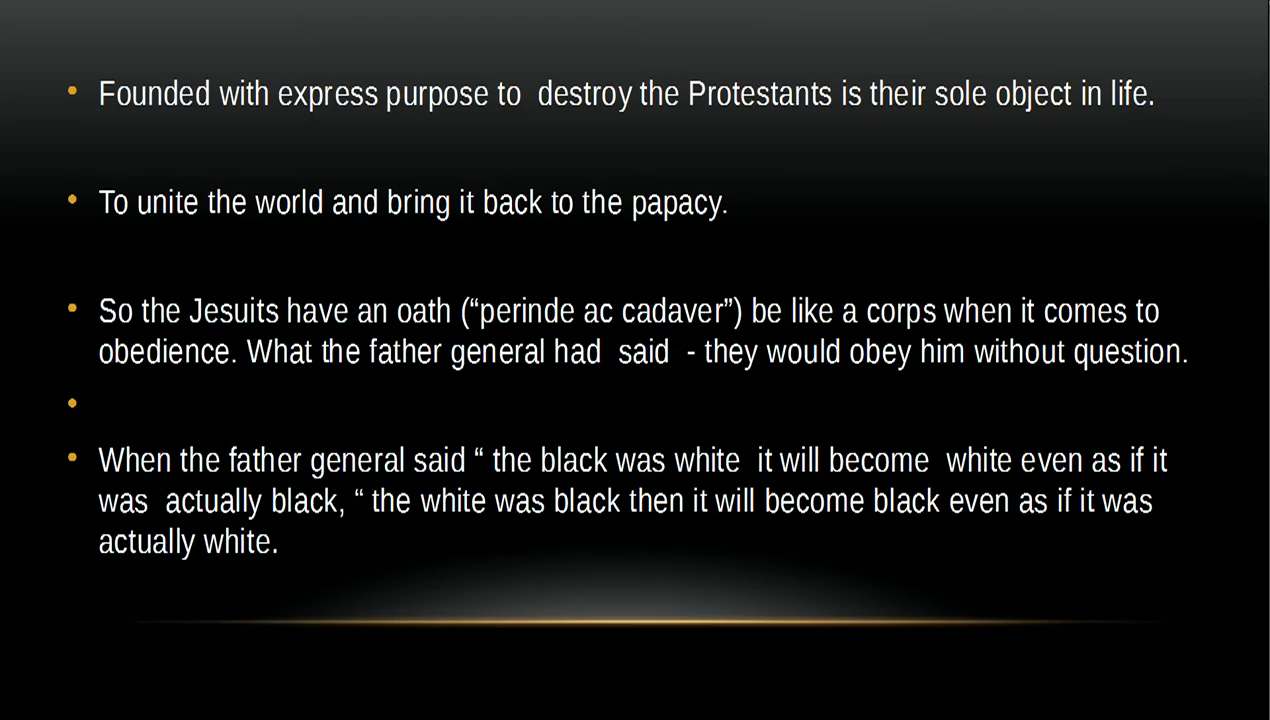 • Founded with express purpose to  destroy the Protestants is their sole object in life.
• To unite the world and bring it back to the papacy.
• So the Jesuits have an oath (“perinde ac cadaver”) be like a corps when it comes to
obedience. What the father general had  said  - they would obey him without question.
•
• When the father general said “ the black was white  it will become  white even as if it
was  actually black, “ the white was black then it will become black even as if it was
actually white.